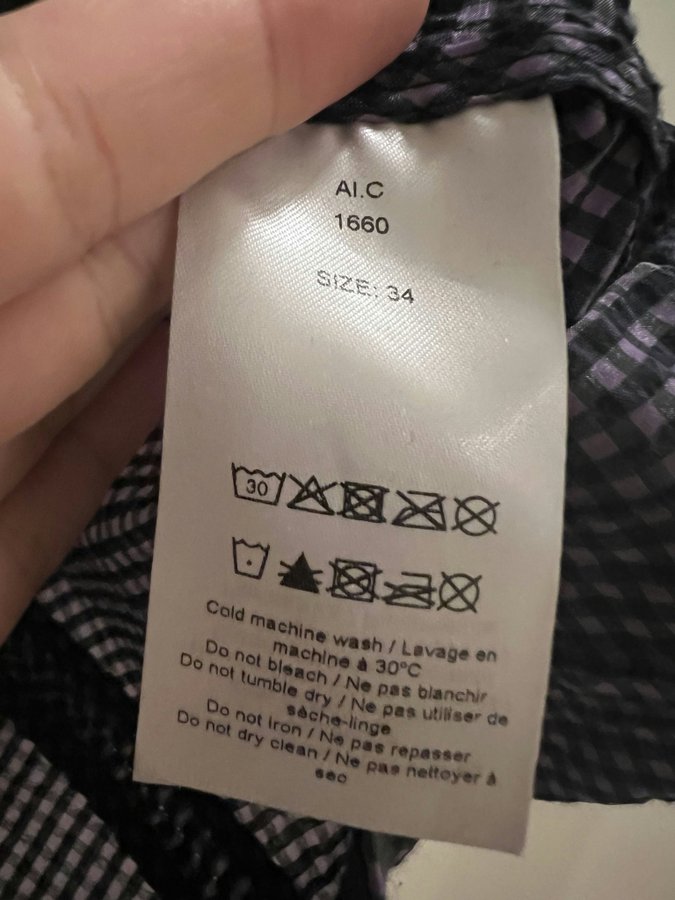 AI.C
1660
SIZE: 34
30
Cold machine wash / Lavage en
machine à 30°C
Do not bleach / Ne pas blanchir
Do not tumble dry / Ne pas utiliser de
sèche-linge
Do not iron / Ne pas repasser
Do not dry clean / Ne pas nettoyer à
sec